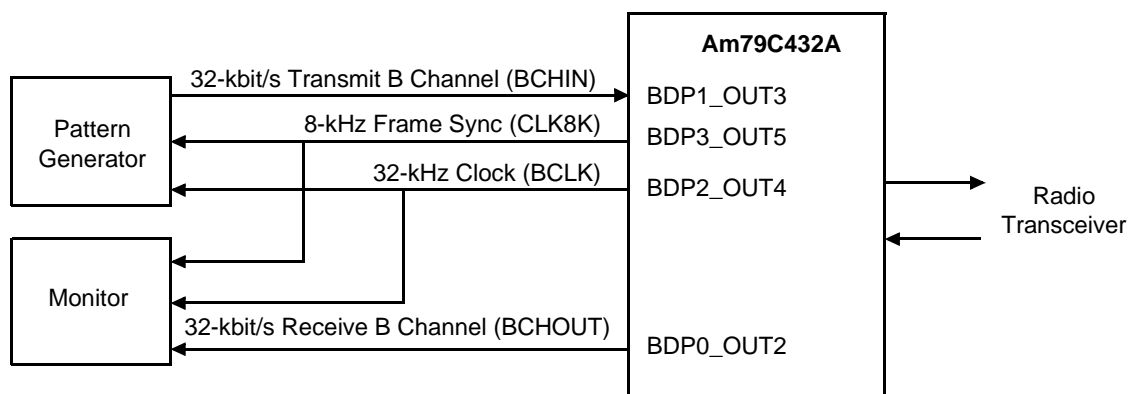 Am79C432A
32-kbit/s Transmit B Channel (BCHIN)
BDP1_OUT3
Pattern
Generator
8-kHz Frame Sync (CLK8K)
BDP3_OUT5
32-kHz Clock (BCLK)
BDP2_OUT4
Radio
Transceiver
Monitor
32-kbit/s Receive B Channel (BCHOUT)
BDP0_OUT2